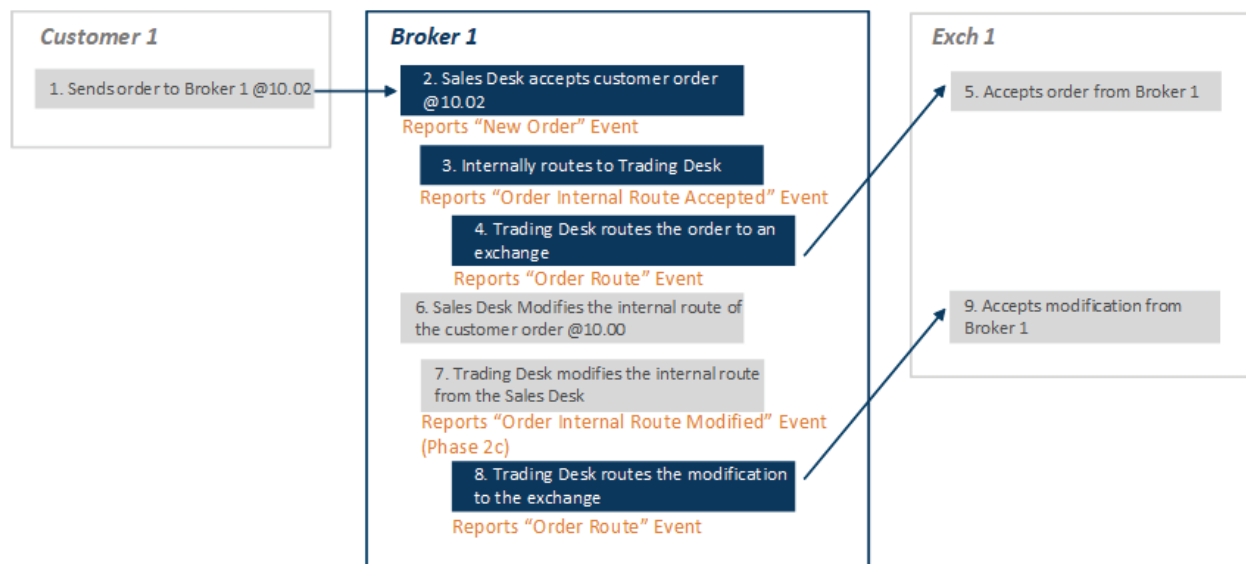 Customer 1
1. Sends order to Broker 1 @10.02
Broker 1
2. Sales Desk accepts customer order
@10.02
Reports “New Order” Event
3. Internally routes to Trading Desk
Reports “Order Internal Route Accepted” Event
4. Trading Desk routes the order to an
exchange
Reports “Order Route” Event
6. Sales Desk Modifies the internal route of
the customer order @10.00
7. Trading Desk modifies the internal route
from the Sales Desk
Reports “Order Internal Route Modified” Event
(Phase 2c)
8. Trading Desk routes the modification
to the exchange
Reports “Order Route” Event
Exch 1
5. Accepts order from Broker 1
9. Accepts modification from
Broker 1